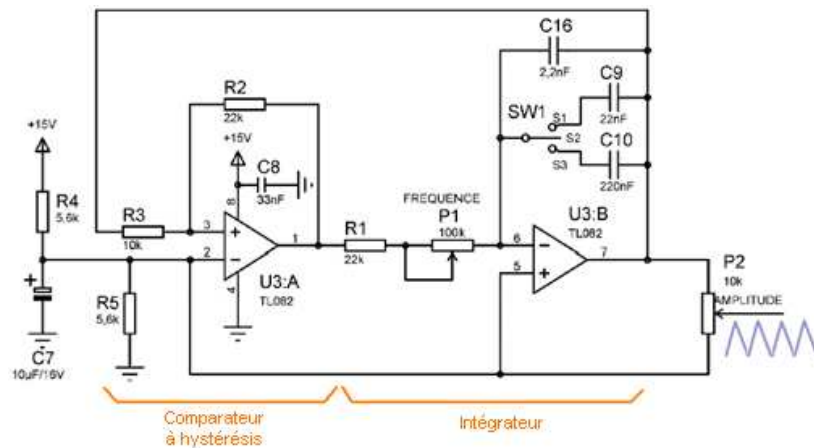 C16
2,2nF
C9
22nF
R2
22k
SW1
S1
S2
S3
C10
220nF
+15V
+15V
C8
33nF
R4
5,6k
FREQUENCE
P1
100k
R3
10k
3
8
1
R1
22k
6
U3:B
TL082
7
2
4
U3:A
TL082
5
P2
10k
AMPLITUDE
R5
5,6k
C7
10µF/16V
Comparateur
à hystérésis
Intégrateur